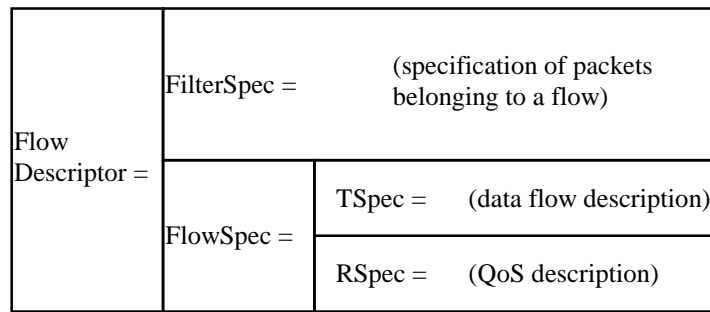 FilterSpec = (specification of packets
belonging to a flow)
Flow
Descriptor =
FlowSpec =
TSpec = (data flow description)
RSpec = (QoS description)